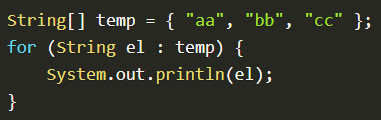 String[] temp = { "aa", "bb", "cc" };
for (String el : temp) {
    System.out.println(el);
}